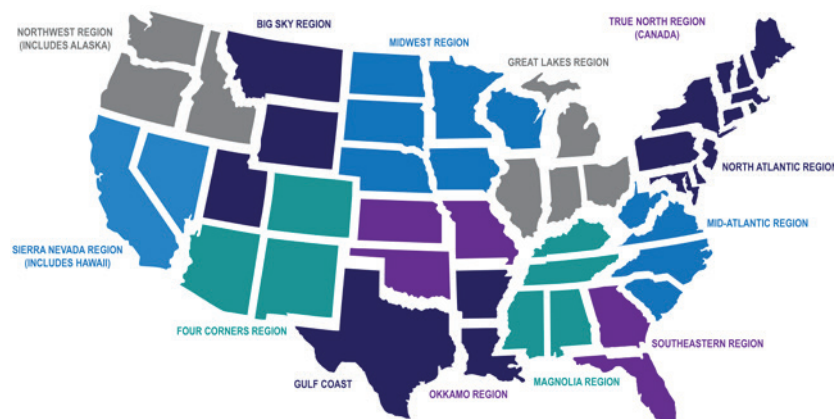 BIG SKY REGION
TRUE NORTH REGION
(CANADA)
NORTHWEST REGION
(INCLUDES ALASKA)
MIDWEST REGION
GREAT LAKES REGION
NORTH ATLANTIC REGION
MID-ATLANTIC REGION
SIERRA NEVADA REGION
(INCLUDES HAWAII)
FOUR CORNERS REGION
SOUTHEASTERN REGION
GULF COAST
OKKAMO REGION
MAGNOLIA REGION